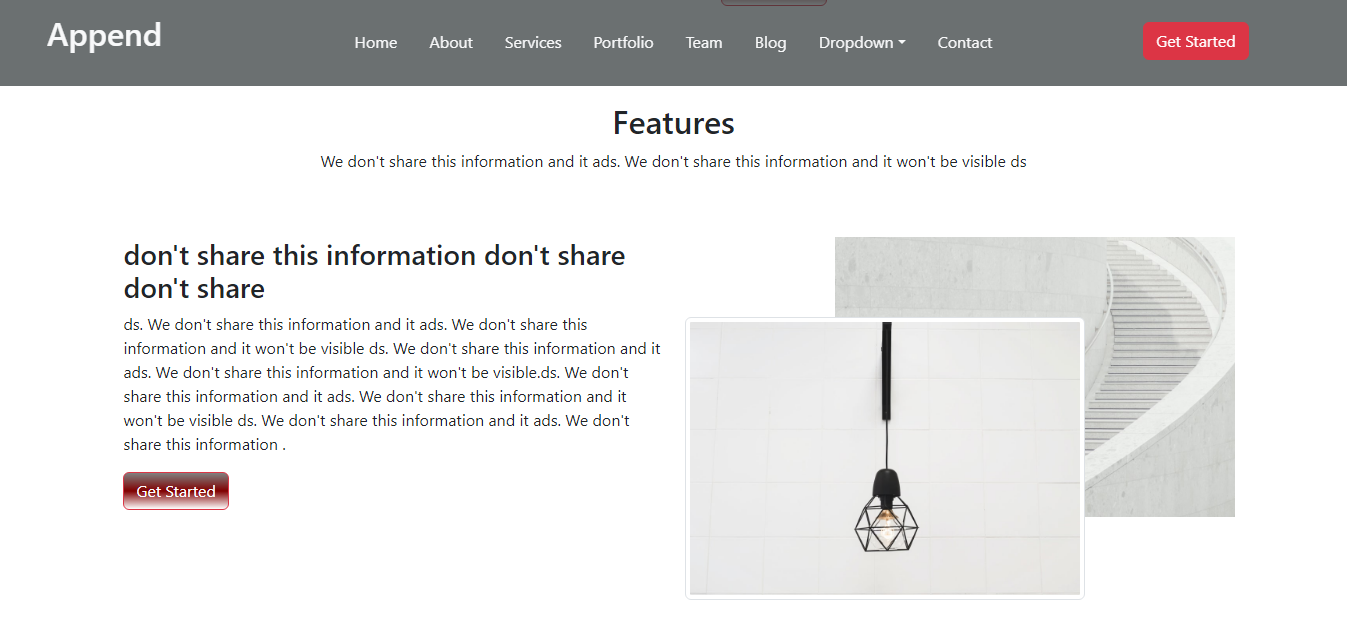 Append
Home About Services Portfolio Team Blog Dropdown Contact Get Started
Features
We don't share this information and it ads. We don't share this information and it won't be visible ds
don't share this information don't share
don't share
ds. We don't share this information and it ads. We don't share this
information and it won't be visible ds. We don't share this information and it
ads. We don't share this information and it won't be visible.ds. We don't
share this information and it ads. We don't share this information and it
won't be visible ds. We don't share this information and it ads. We don't
share this information .
Get Started